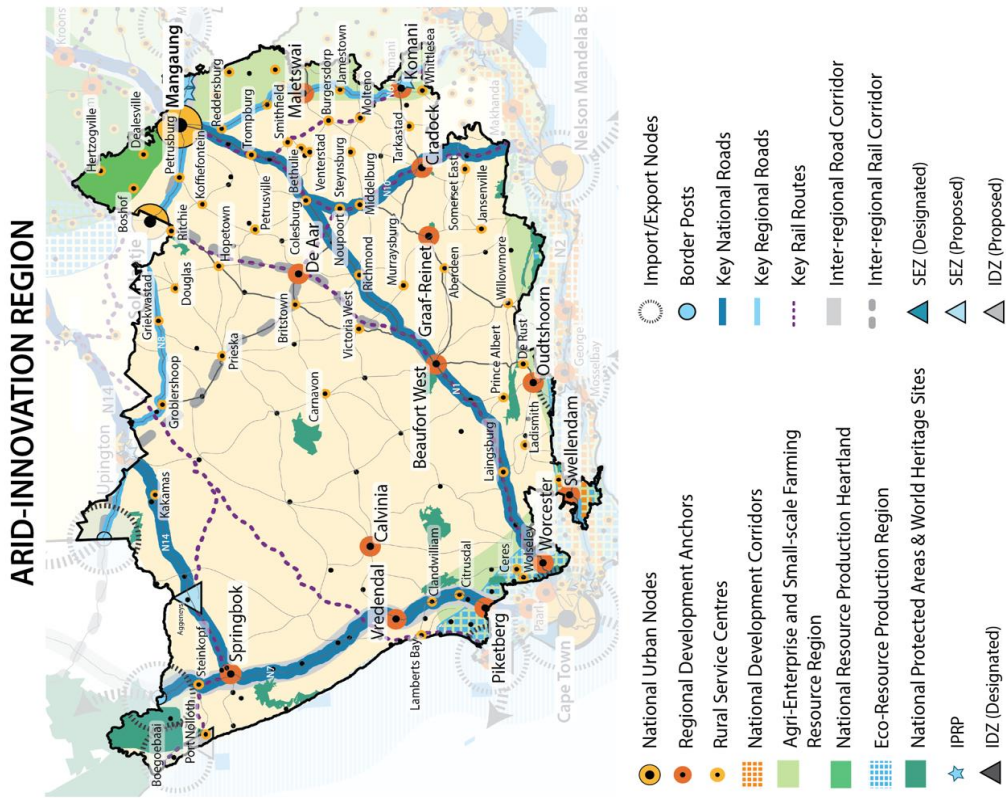 ARID-INNOVATION REGION
Hertzogville
Dealesville
Boshof
Petrusburg
Mangaung
Koffiefontein
Reddersburg
Ritchie
Trompburg
Smithfield
Maletswai
Jamestown
Komani
Whittlesea
Burgersdorp
Molteno
Tarkastad
Cradock
Bethulie
Venterstad
Steynsburg
Middelburg
Petrusville
Colesburg
De Aar
Noupoort
Hopetown
Douglas
Griekwastad
N8
Groblershoop
Prieska
Britstown
Victoria West
Richmond
Murraysburg
Graaf-Reinet
Aberdeen
N10
Somerset East
Jansenville
Willowmore
Nelson Mandela Ba
Makhanda
N2
George
Mosselbay
De Rust
Oudtshoorn
Prince Albert
Ladismith
Beaufort West
N1
Laingsburg
Swellendam
Carnavon
N14
Upington
Kakamas
N14
Calvinia
Vredendal
Clandwilliam
Citrusdal
Ceres
Wolseley
Worcester
Paarl
Cape Town
Piketberg
Lamberts Bay
Aggeneys
Springbok
Steinkopf
N7
Port Nolloth
Boegoebaai
National Urban Nodes
Regional Development Anchors
Rural Service Centres
National Development Corridors
Agri-Enterprise and Small-scale Farming
Resource Region
National Resource Production Heartland
Eco-Resource Production Region
National Protected Areas & World Heritage Sites
IPRP
IDZ (Designated)
Import/Export Nodes
Border Posts
Key National Roads
Key Regional Roads
Key Rail Routes
Inter-regional Road Corridor
Inter-regional Rail Corridor
SEZ (Designated)
SEZ (Proposed)
IDZ (Proposed)